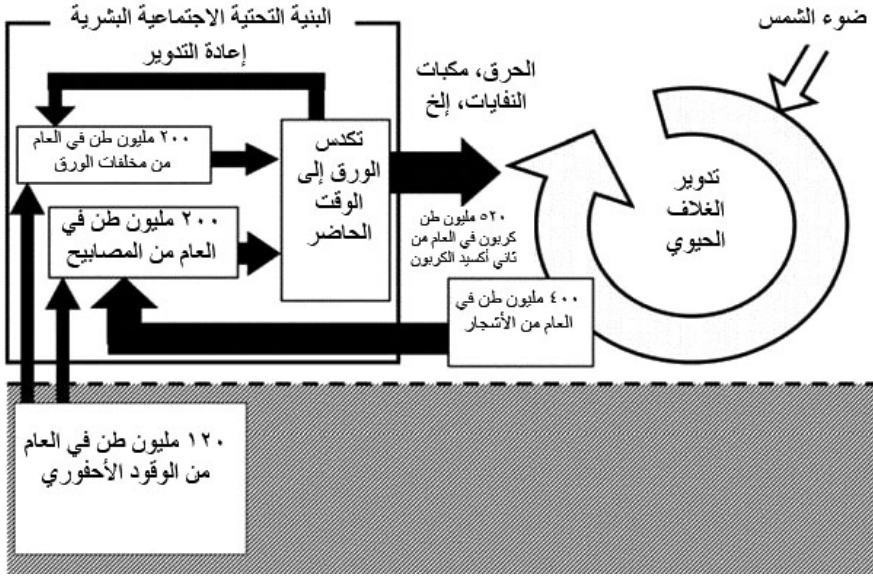 ضوء الشمس
البنية التحتية الاجتماعية البشرية
إعادة التدوير
الحرق، مكبات
النفايات، إلخ
٢٠٠ مليون طن في العام
من مخلفات الورق
تكدس
الورق إلى
الوقت
الحاضر
تدوير
الغلاف
الحيوي
٢٠٠ مليون طن في
العام من المصابيح
٥٢٠ مليون طن
كربون في العام من
ثاني أكسيد الكربون
٤٠٠ مليون طن في
العام من الأشجار
١٢٠ مليون طن في العام
من الوقود الأحفوري